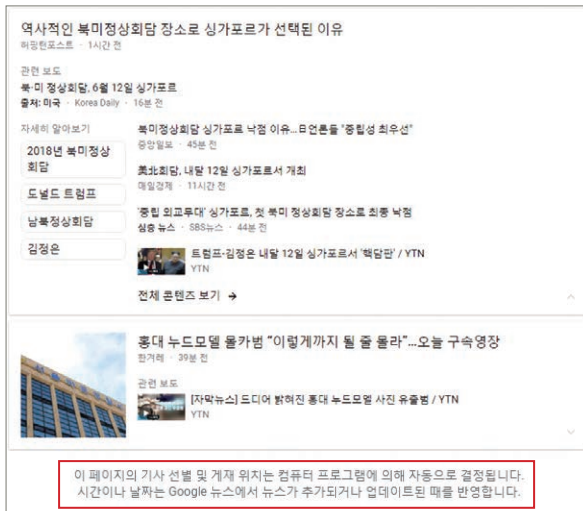 역사적인 북미정상회담 장소로 싱가포르가 선택된 이유
허핑턴포스트 · 1시간 전
관련 보도
북·미 정상회담, 6월 12일 싱가포르
출처: 미국 · Korea Daily · 16분 전
자세히 알아보기
2018년 북미정상
회담
도널드 트럼프
남북정상회담
김정은
북미정상회담 싱가포르 낙점 이유...日언론들 "중립성 최우선"
중앙일보 · 45분 전
美北회담, 내달 12일 싱가포르서 개최
매일경제 · 11시간 전
'중립 외교무대' 싱가포르, 첫 북미 정상회담 장소로 최종 낙점
심층 뉴스 · SBS뉴스 · 44분 전
트럼프-김정은 내달 12일 싱가포르서 '핵담판' / YTN
YTN
전체 콘텐츠 보기 →
홍대 누드모델 몰카범 "이렇게까지 될 줄 몰라"...오늘 구속영장
한겨레 · 39분 전
관련 보도
[자막뉴스] 드디어 밝혀진 홍대 누드모델 사진 유출범 / YTN
YTN
이 페이지의 기사 선별 및 게재 위치는 컴퓨터 프로그램에 의해 자동으로 결정됩니다.
시간이나 날짜는 Google 뉴스에서 뉴스가 추가되거나 업데이트된 때를 반영합니다.